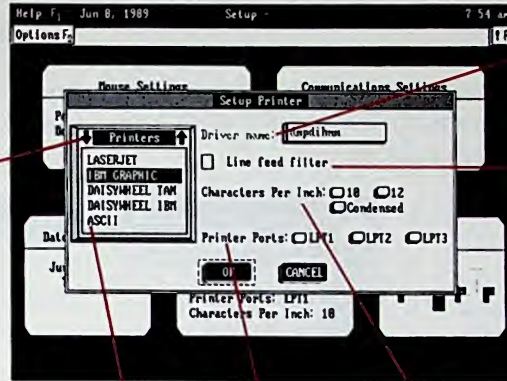 Help F1 Jun 8, 1989 Setup - 7:54 am
Options F2
Mouse Settings Communications Settings
Setup Printer
Printers
Driver name:
LASERJET
IBM GRAPHIC
DAISYWHEEL TAM
DAISYWHEEL IBM
ASCII
Line feed filter
Characters Per Inch: 10 12
Condensed
Printer Ports: LPT1 LPT2 LPT3
OK CANCEL
Printer Ports: LPT1
Characters Per Inch: 10